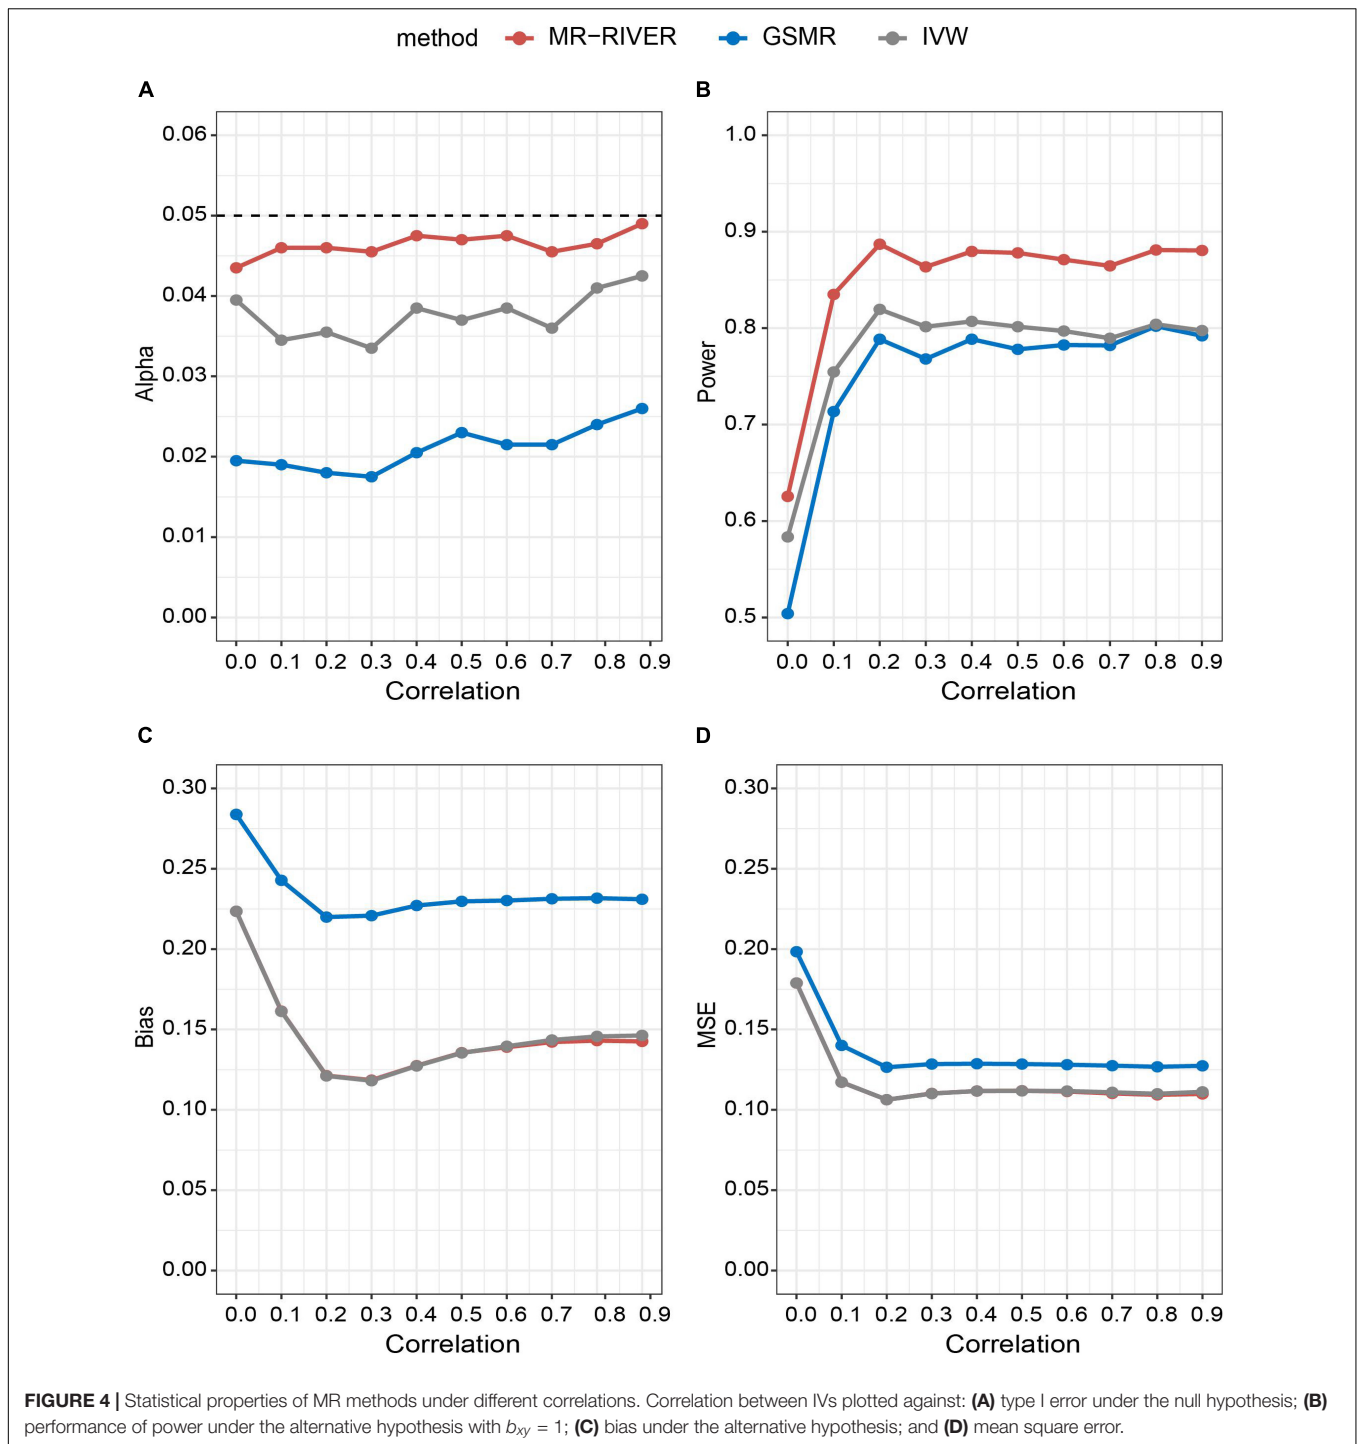 method MR−RIVER GSMR IVW
A
0.06
0.05
0.04
0.03
0.02
0.01
0.00
Alpha
0.0 0.1 0.2 0.3 0.4 0.5 0.6 0.7 0.8 0.9
Correlation
B
1.0
0.9
0.8
0.7
0.6
0.5
Power
0.0 0.1 0.2 0.3 0.4 0.5 0.6 0.7 0.8 0.9
Correlation
C
0.30
0.25
0.20
0.15
0.10
0.05
0.00
Bias
0.0 0.1 0.2 0.3 0.4 0.5 0.6 0.7 0.8 0.9
Correlation
D
0.30
0.25
0.20
0.15
0.10
0.05
0.00
MSE
0.0 0.1 0.2 0.3 0.4 0.5 0.6 0.7 0.8 0.9
Correlation
FIGURE 4 | Statistical properties of MR methods under different correlations. Correlation between IVs plotted against: (A) type I error under the null hypothesis; (B)
performance of power under the alternative hypothesis with bxy = 1; (C) bias under the alternative hypothesis; and (D) mean square error.